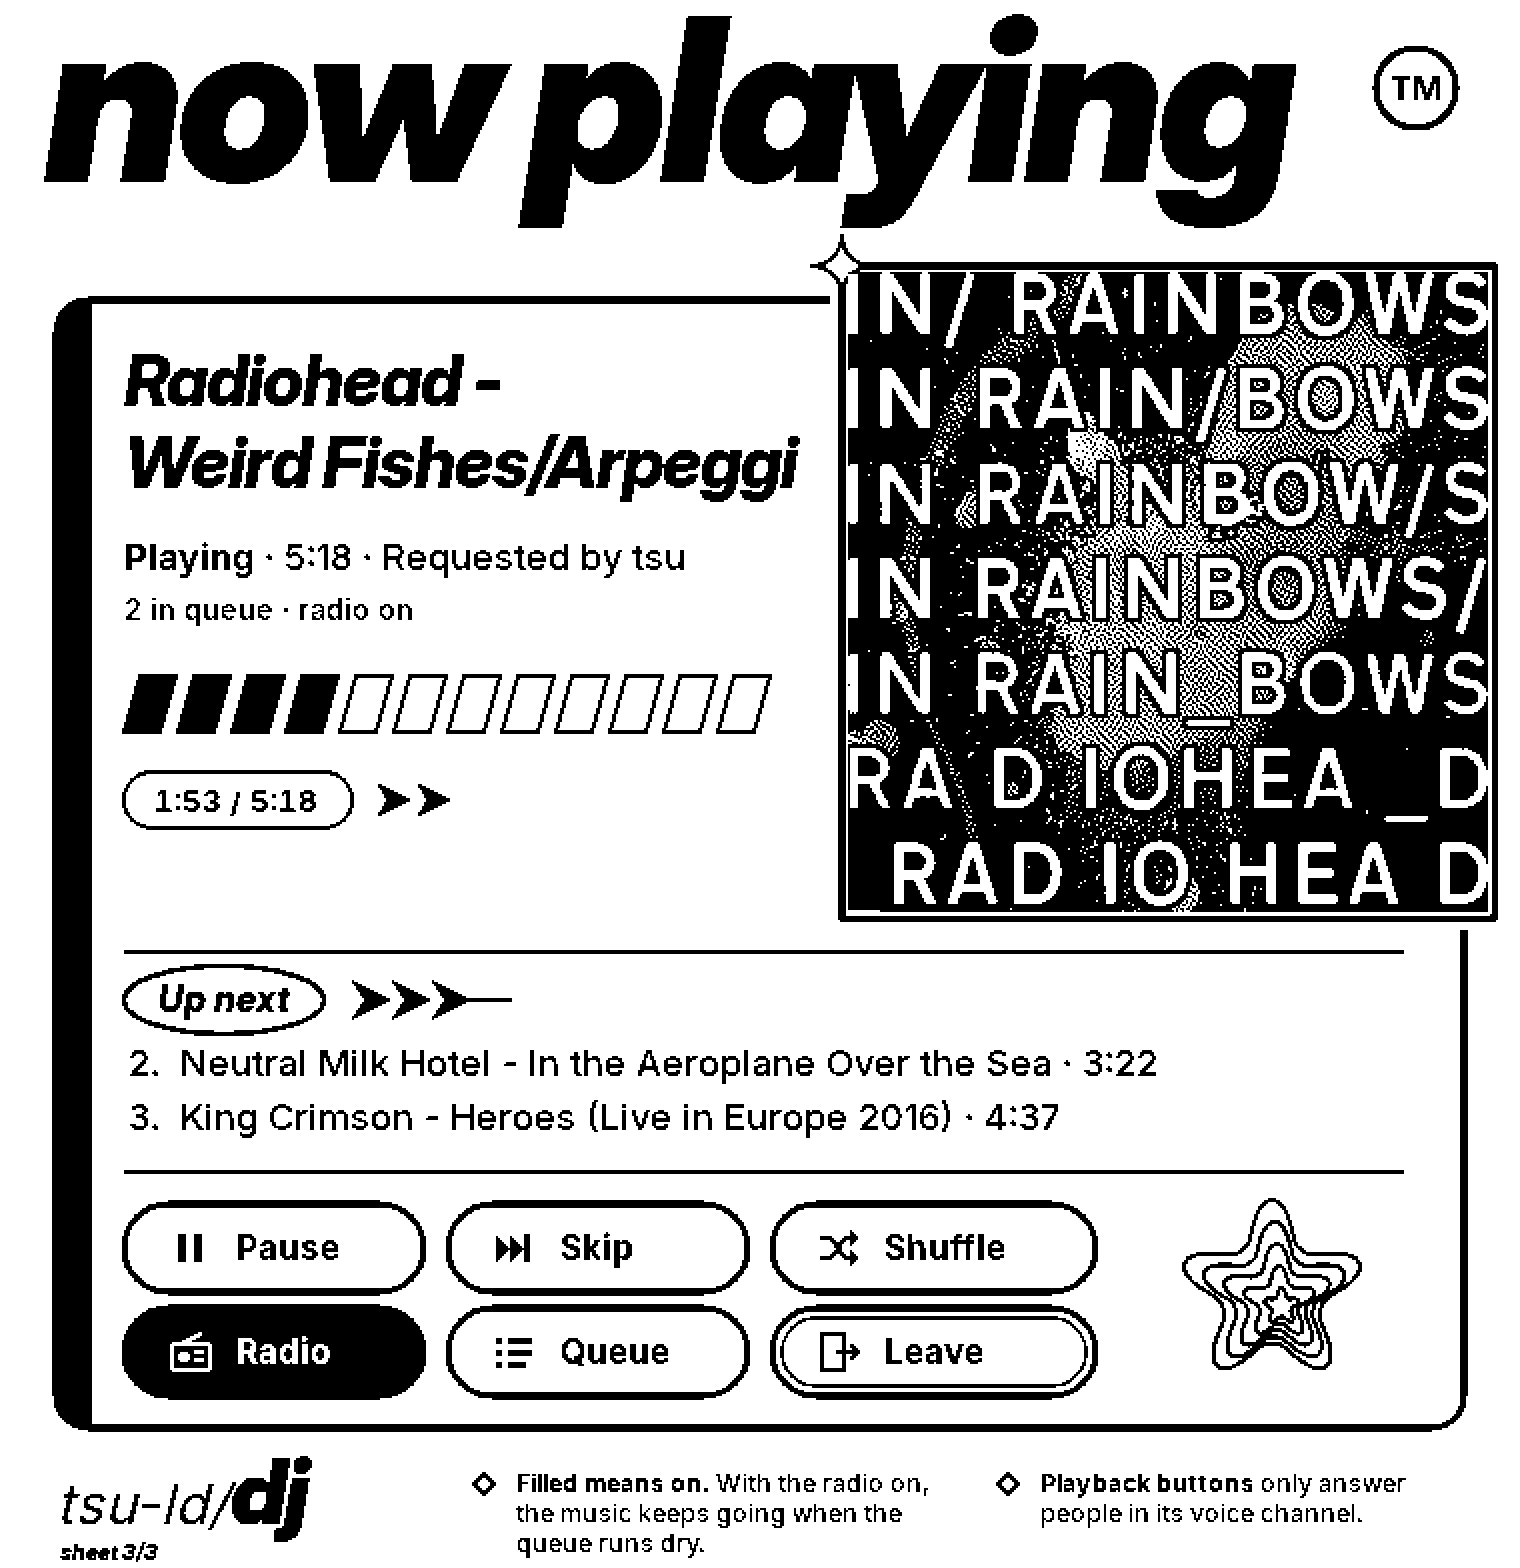 now playing
TM
Radiohead -
Weird Fishes/Arpeggi
Playing · 5:18 · Requested by tsu
2 in queue · radio on
1:53 / 5:18
IN/ RAINBOWS
IN RAIN/BOWS
IN RAINBOW/S
IN RAINBOWS/
IN RAIN_BOWS
RA D IOHEA _D
RAD IO HEA D
Up next
2. Neutral Milk Hotel - In the Aeroplane Over the Sea · 3:22
3. King Crimson - Heroes (Live in Europe 2016) · 4:37
Pause
Skip
Shuffle
Radio
Queue
Leave
tsu-ld/dj
sheet 3/3
Filled means on. With the radio on,
the music keeps going when the
queue runs dry.
Playback buttons only answer
people in its voice channel.